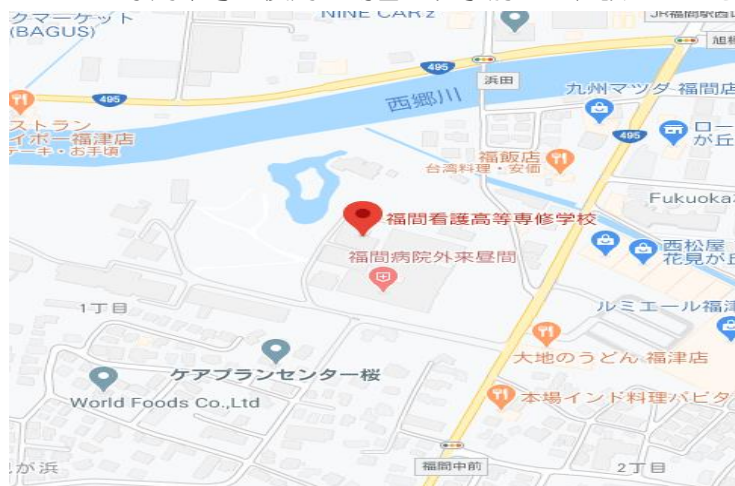 クマーケット
(BAGUS)
NINE CAR'z
JR福間駅西口
495
旭橋
浜田
495
西郷川
九州マツダ 福間店
495
ストラン
イボー福津店
ケーキ・お手頃
ロー
が丘
福飯店
台湾料理・安価
Fukuoka
福間看護高等専修学校
西松屋
花見が丘
福間病院外来昼間
1丁目
ルミエール福津
大地のうどん 福津店
ケアプランセンター桜
World Foods Co.,Ltd
本場インド料理パピタ
が浜
福間中前
2丁目